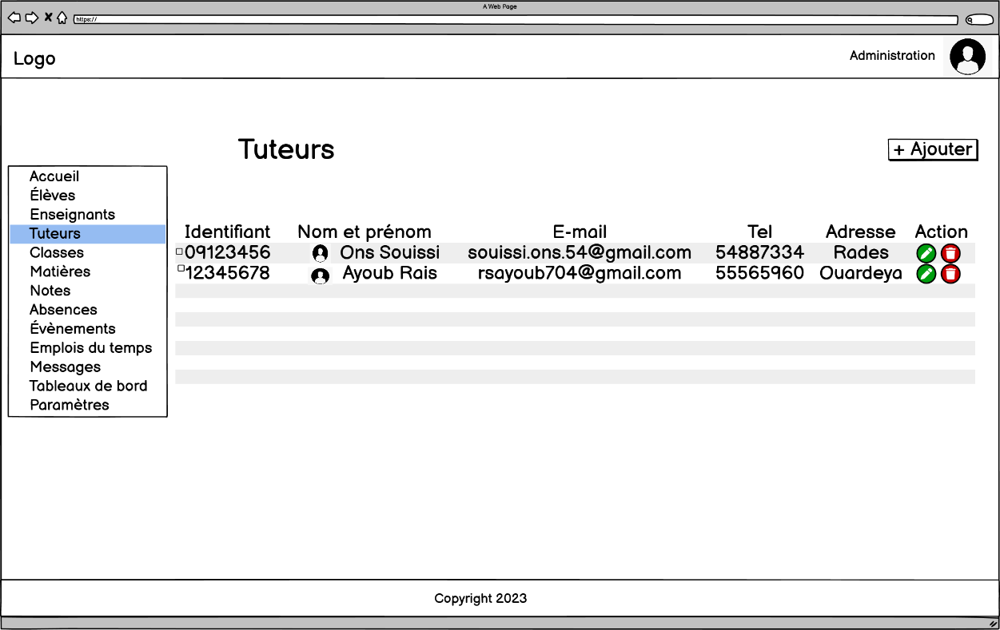 A Web Page
https://
Logo
Administration
Tuteurs
+ Ajouter
Accueil
Élèves
Enseignants
Tuteurs
Classes
Matières
Notes
Absences
Évènements
Emplois du temps
Messages
Tableaux de bord
Paramètres
Identifiant Nom et prénom E-mail Tel Adresse Action
09123456 Ons Souissi souissi.ons.54@gmail.com 54887334 Rades
12345678 Ayoub Rais rsayoub704@gmail.com 55565960 Ouardeya
Copyright 2023